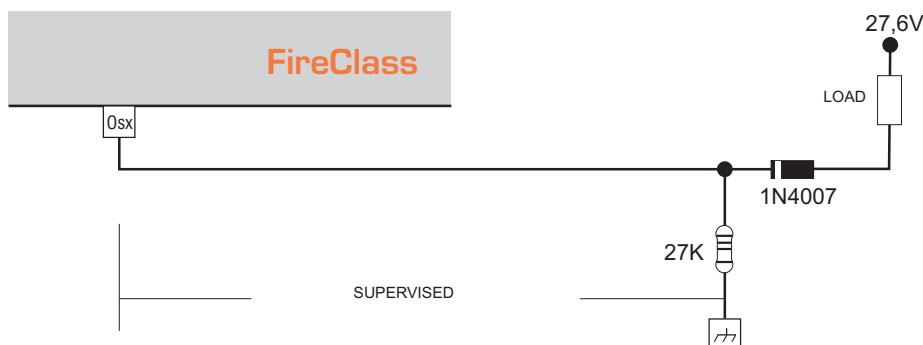 27,6V
FireClass
LOAD
0sx
1N4007
27K
SUPERVISED